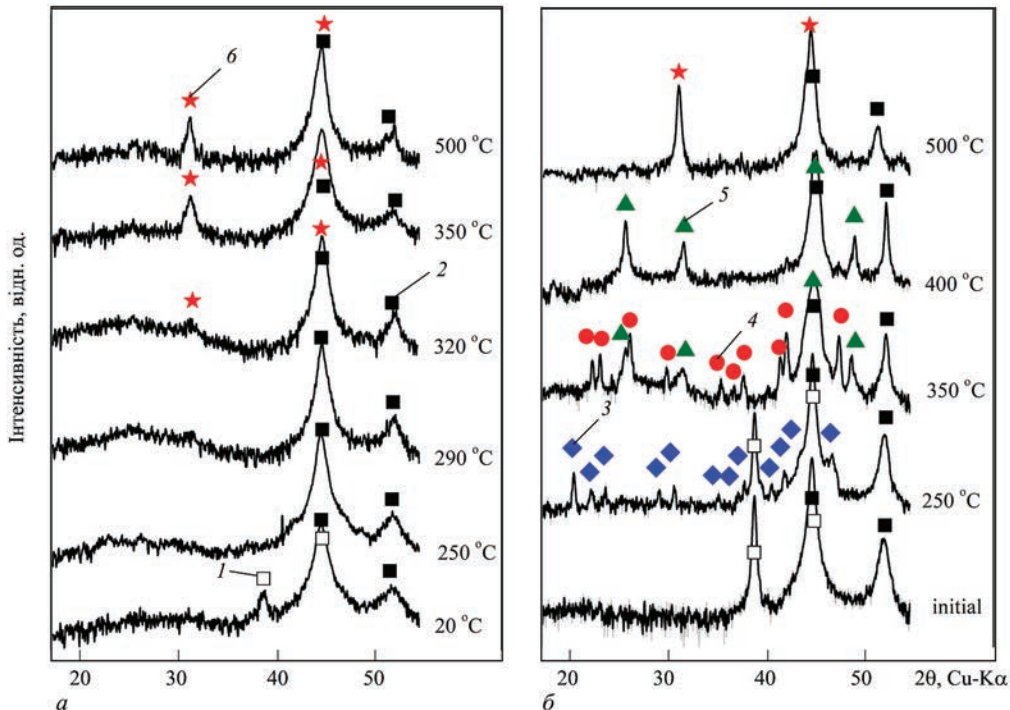 Інтенсивність, відн. од.
6
500 °C
350 °C
2
320 °C
290 °C
250 °C
1
20 °C
20 30 40 50
а
500 °C
5
400 °C
4
350 °C
3
250 °C
initial
20 30 40 50 2θ, Cu-Kα
б